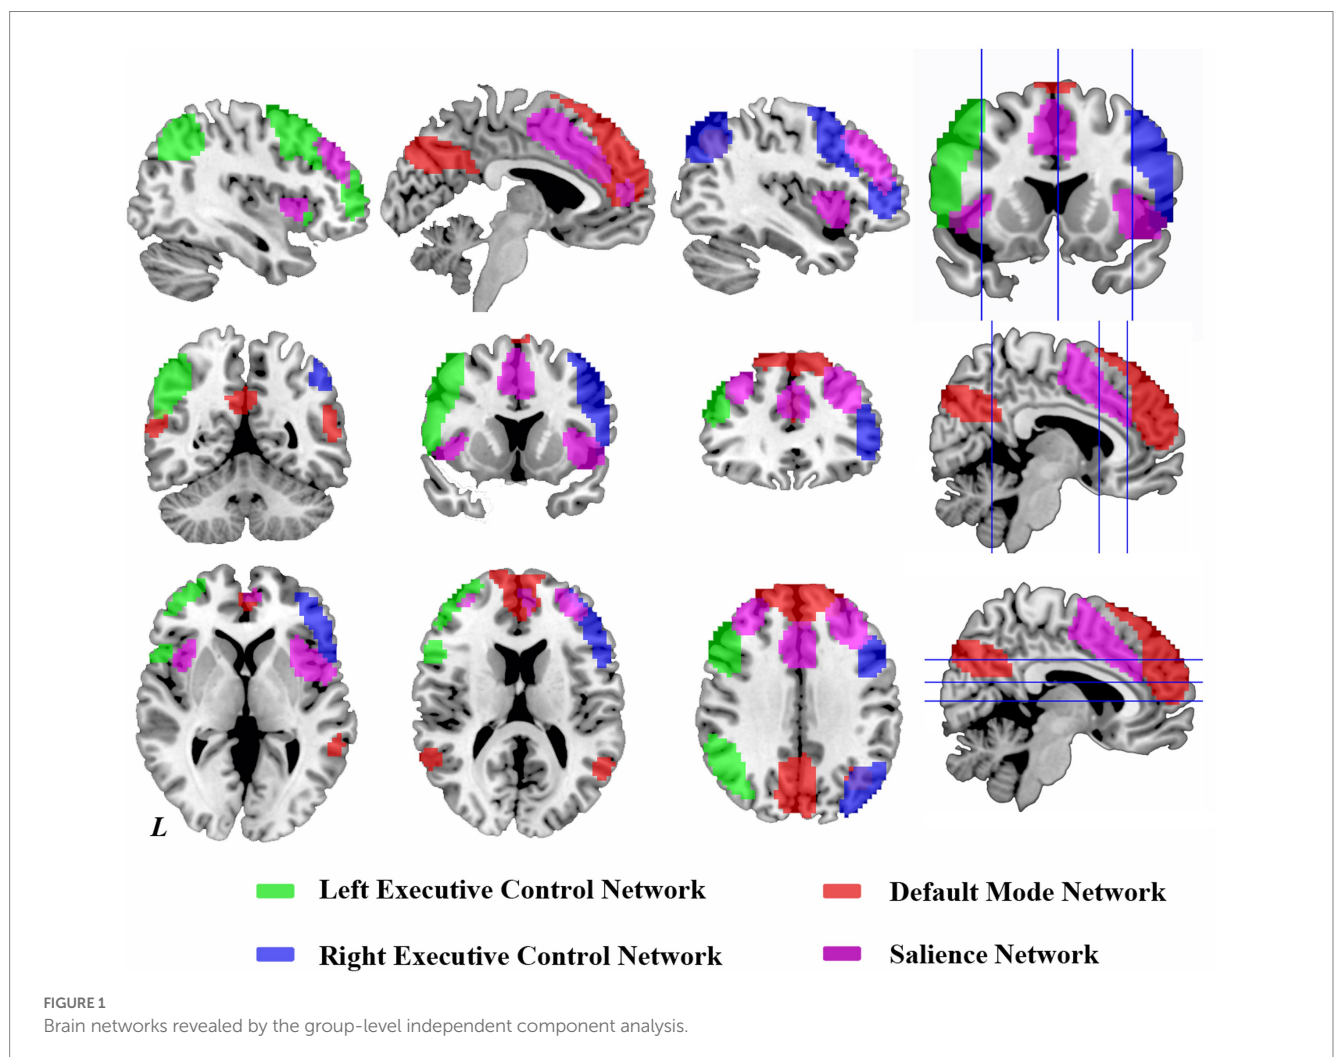 L
Left Executive Control Network
Default Mode Network
Right Executive Control Network
Salience Network
FIGURE 1
Brain networks revealed by the group-level independent component analysis.